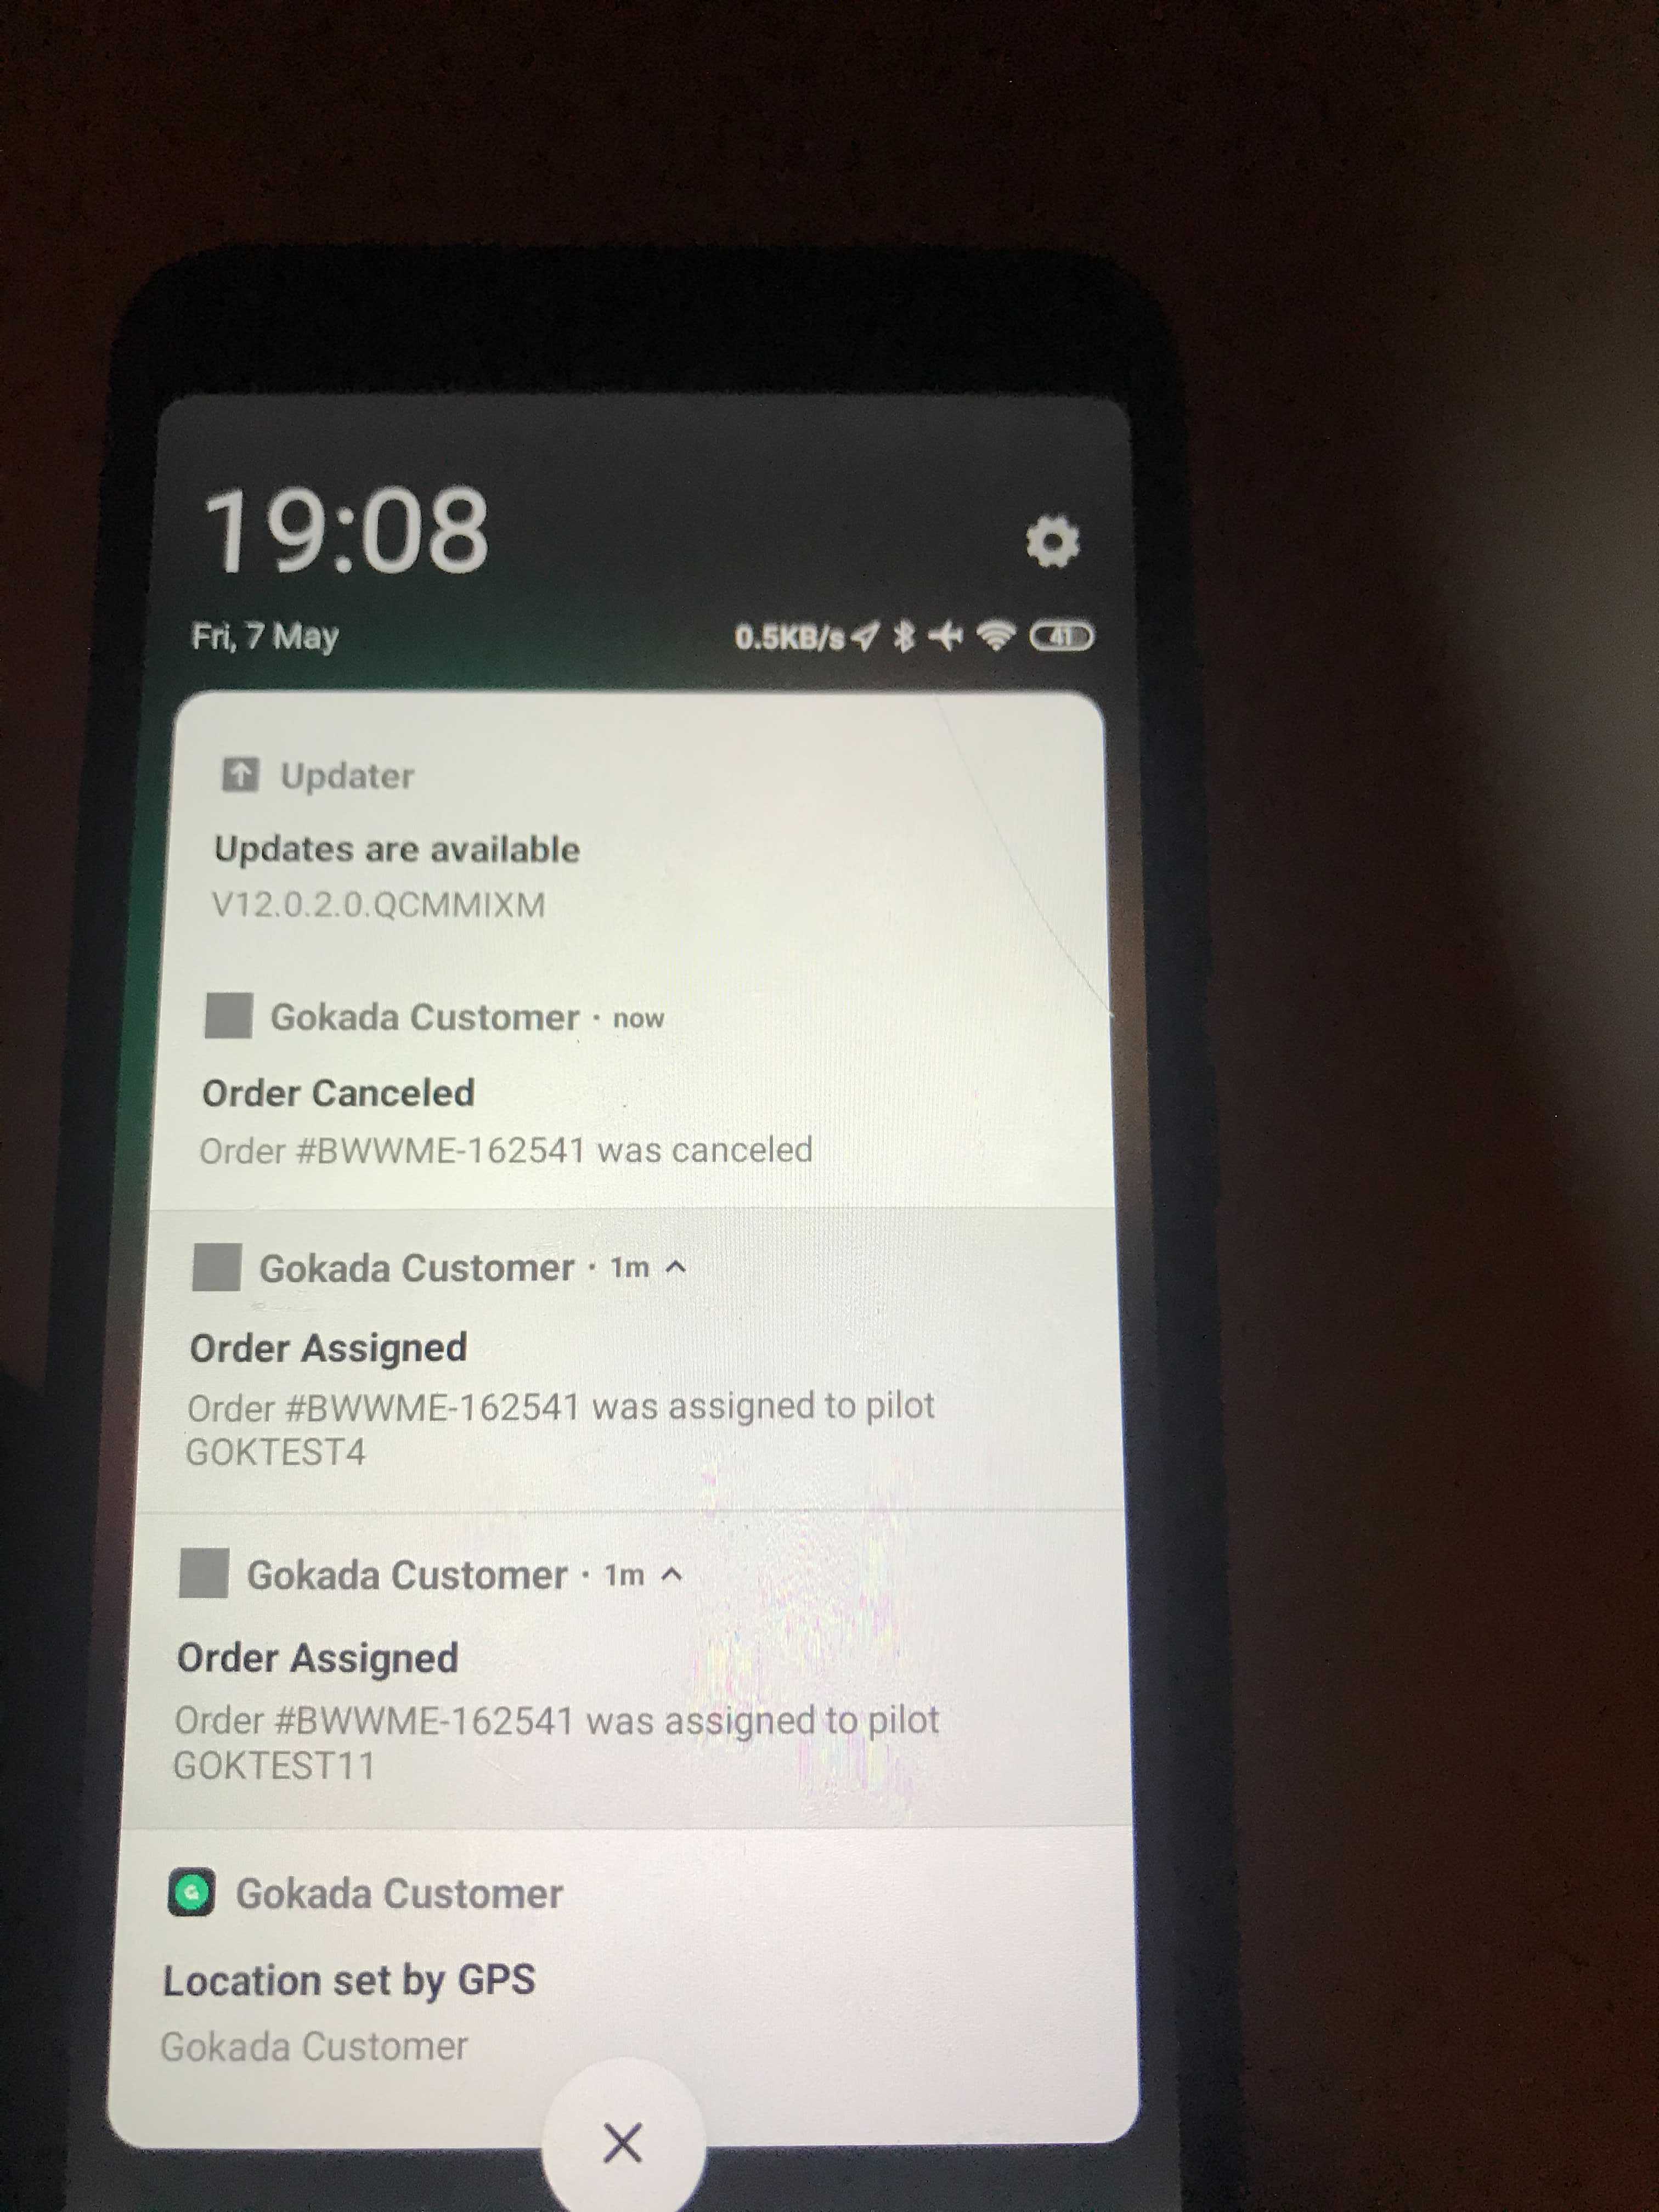 19:08
Fri, 7 May 0.5KB/s 41
Updater
Updates are available
V12.0.2.0.QCMMIXM
Gokada Customer · now
Order Canceled
Order #BWWME-162541 was canceled
Gokada Customer · 1m
Order Assigned
Order #BWWME-162541 was assigned to pilot
GOKTEST4
Gokada Customer · 1m
Order Assigned
Order #BWWME-162541 was assigned to pilot
GOKTEST11
Gokada Customer
Location set by GPS
Gokada Customer